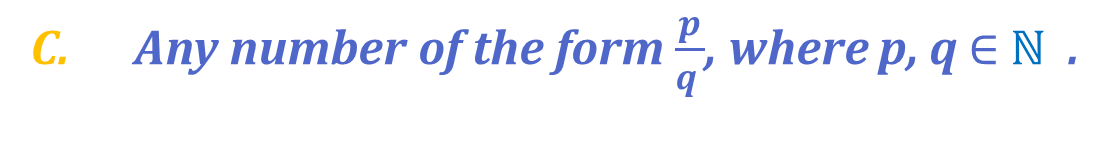 C. Any number of the form p/q, where p, q ∈ ℕ .